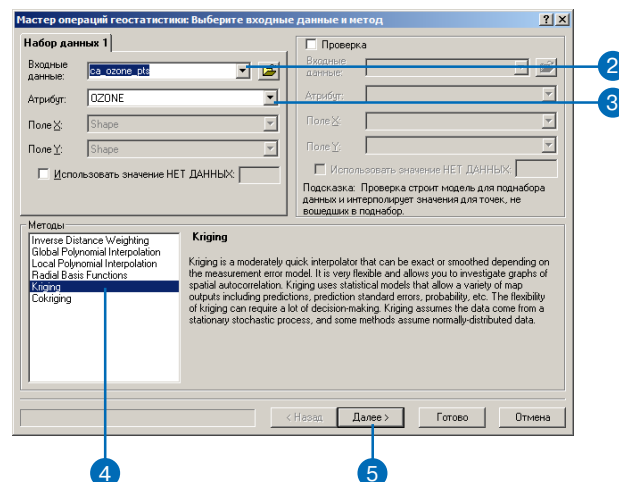 Мастер операций геостатистики: Выберите входные данные и метод
Набор данных 1
Входные данные:
ca_ozone_pts
2
Атрибут:
OZONE
3
Поле X:
Shape
Поле Y:
Shape
Использовать значение НЕТ ДАННЫХ:
Проверка
Входные данные:
Атрибут:
Поле X:
Поле Y:
Использовать значение НЕТ ДАННЫХ:
Подсказка: Проверка строит модель для поднабора
данных и интерполирует значения для точек, не
вошедших в поднабор.
Методы
Inverse Distance Weighting
Global Polynomial Interpolation
Local Polynomial Interpolation
Radial Basis Functions
Kriging
Cokriging
Kriging
Kriging is a moderately quick interpolator that can be exact or smoothed depending on
the measurement error model. It is very flexible and allows you to investigate graphs of
spatial autocorrelation. Kriging uses statistical models that allow a variety of map
outputs including predictions, prediction standard errors, probability, etc. The flexibility
of kriging can require a lot of decision-making. Kriging assumes the data come from a
stationary stochastic process, and some methods assume normally-distributed data.
< Назад
Далее >
Готово
Отмена
4
5